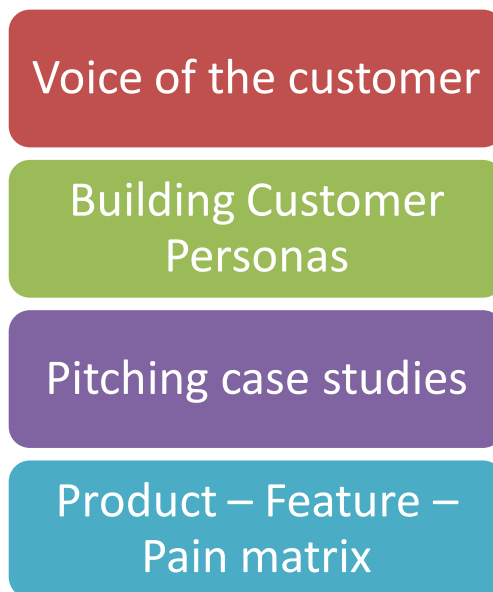 Voice of the customer
Building Customer
Personas
Pitching case studies
Product – Feature –
Pain matrix